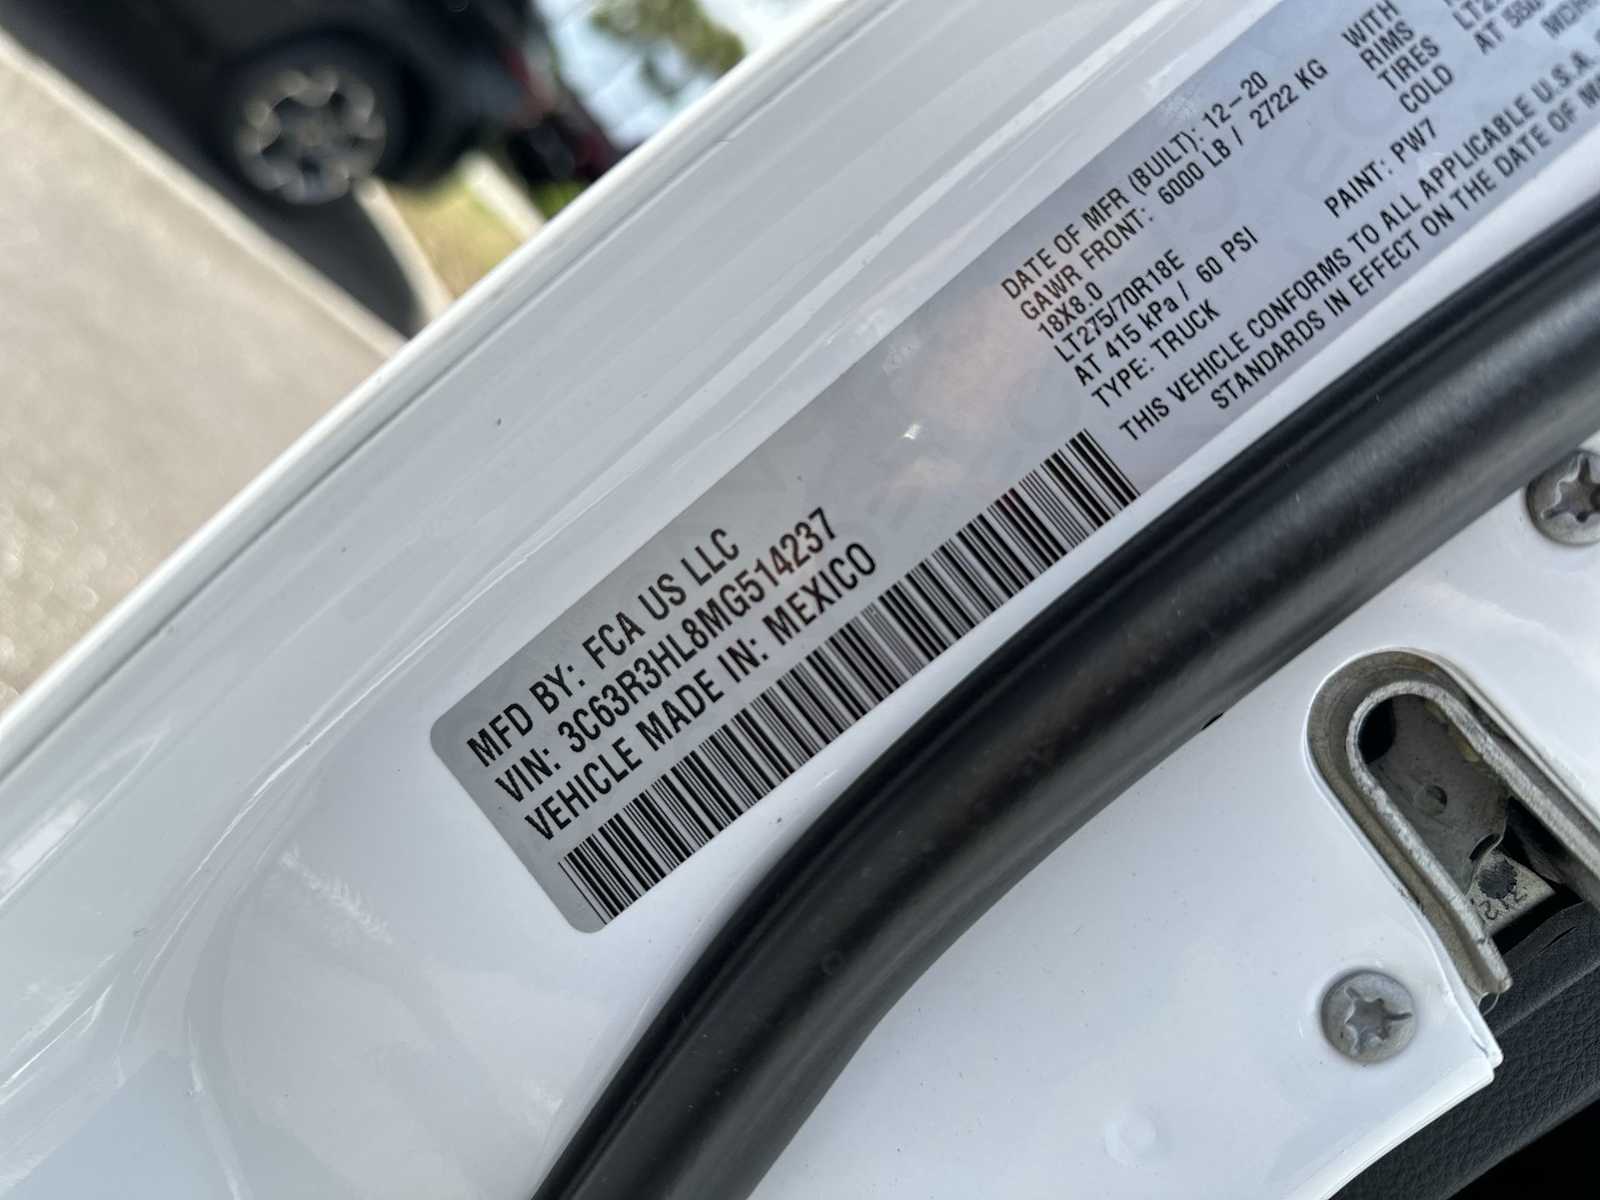 MFD BY: FCA US LLC
VIN: 3C63R3HL8MG514237
VEHICLE MADE IN: MEXICO
DATE OF MFR (BUILT): 12-20
GAWR FRONT: 6000 LB / 2722 KG
WITH
18X8.0
RIMS
LT275/70R18E
TIRES
AT 415 kPa / 60 PSI
COLD
AT
TYPE: TRUCK
PAINT: PW7
THIS VEHICLE CONFORMS TO ALL APPLICABLE U.S.A.
STANDARDS IN EFFECT ON THE DATE OF